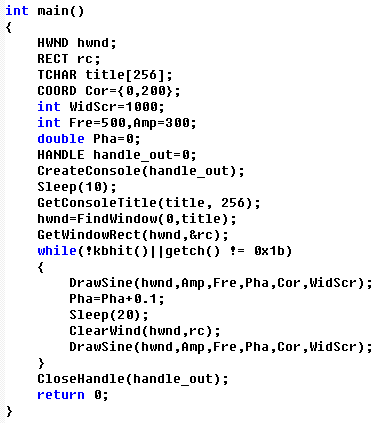 int main()
{
    HWND hwnd;
    RECT rc;
    TCHAR title[256];
    COORD Cor={0,200};
    int WidScr=1000;
    int Fre=500,Amp=300;
    double Pha=0;
    HANDLE handle_out=0;
    CreateConsole(handle_out);
    Sleep(10);
    GetConsoleTitle(title, 256);
    hwnd=FindWindow(0,title);
    GetWindowRect(hwnd,&rc);
    while(!kbhit()||getch() != 0x1b)
    {
        DrawSine(hwnd,Amp,Fre,Pha,Cor,WidScr);
        Pha=Pha+0.1;
        Sleep(20);
        ClearWind(hwnd,rc);
        DrawSine(hwnd,Amp,Fre,Pha,Cor,WidScr);
    }
    CloseHandle(handle_out);
    return 0;
}